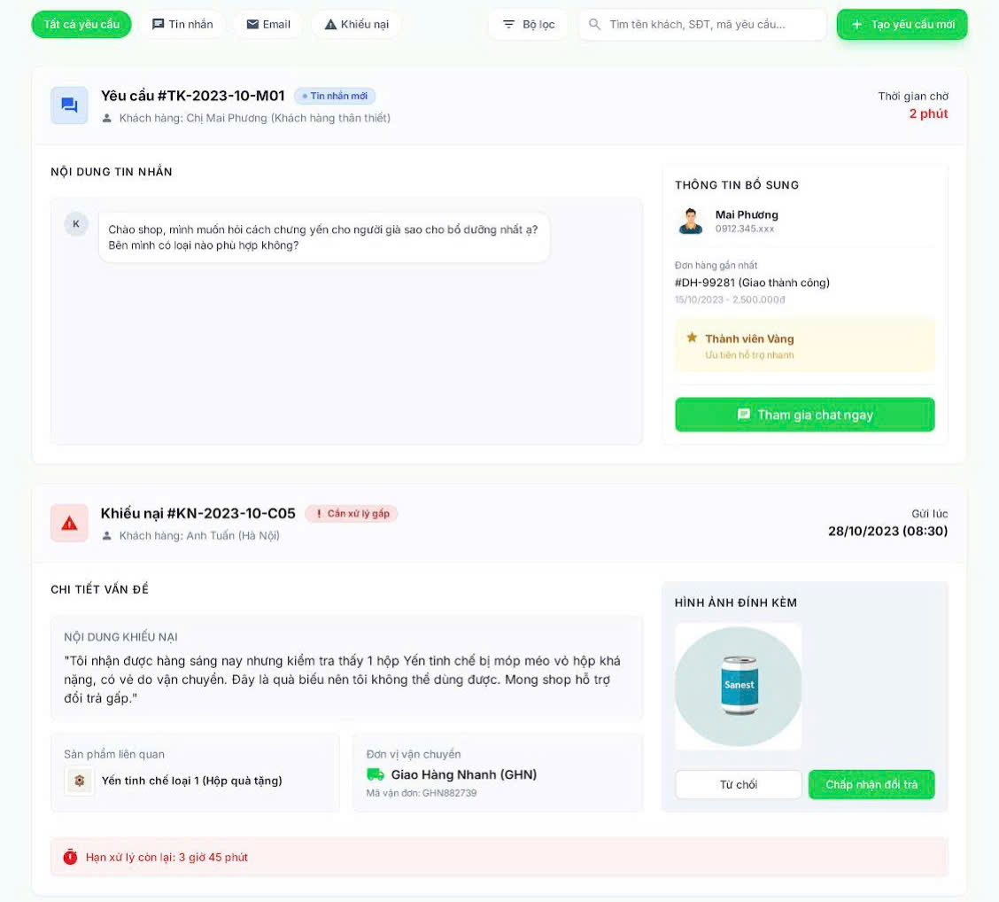 Tất cả yêu cầu
Tin nhắn
Email
Khiếu nại
Bộ lọc
Tìm tên khách, SĐT, mã yêu cầu...
+ Tạo yêu cầu mới
Yêu cầu #TK-2023-10-M01
Tin nhắn mới
Khách hàng: Chị Mai Phương (Khách hàng thân thiết)
Thời gian chờ
2 phút
NỘI DUNG TIN NHẮN
K
Chào shop, mình muốn hỏi cách chưng yến cho người già sao cho bổ dưỡng nhất ạ?
Bên mình có loại nào phù hợp không?
THÔNG TIN BỔ SUNG
Mai Phương
0912.345.xxx
Đơn hàng gần nhất
#DH-99281 (Giao thành công)
15/10/2023 - 2.500.000đ
Thành viên Vàng
Ưu tiên hỗ trợ nhanh
Tham gia chat ngay
Khiếu nại #KN-2023-10-C05
! Cần xử lý gấp
Khách hàng: Anh Tuấn (Hà Nội)
Gửi lúc
28/10/2023 (08:30)
CHI TIẾT VẤN ĐỀ
NỘI DUNG KHIẾU NẠI
"Tôi nhận được hàng sáng nay nhưng kiểm tra thấy 1 hộp Yến tinh chế bị móp méo vỏ hộp khá
nặng, có vẻ do vận chuyển. Đây là quà biếu nên tôi không thể dùng được. Mong shop hỗ trợ
đổi trả gấp."
Sản phẩm liên quan
Yến tinh chế loại 1 (Hộp quà tặng)
Đơn vị vận chuyển
Giao Hàng Nhanh (GHN)
Mã vận đơn: GHN882739
HÌNH ẢNH ĐÍNH KÈM
Sanest
Từ chối
Chấp nhận đổi trả
Hạn xử lý còn lại: 3 giờ 45 phút